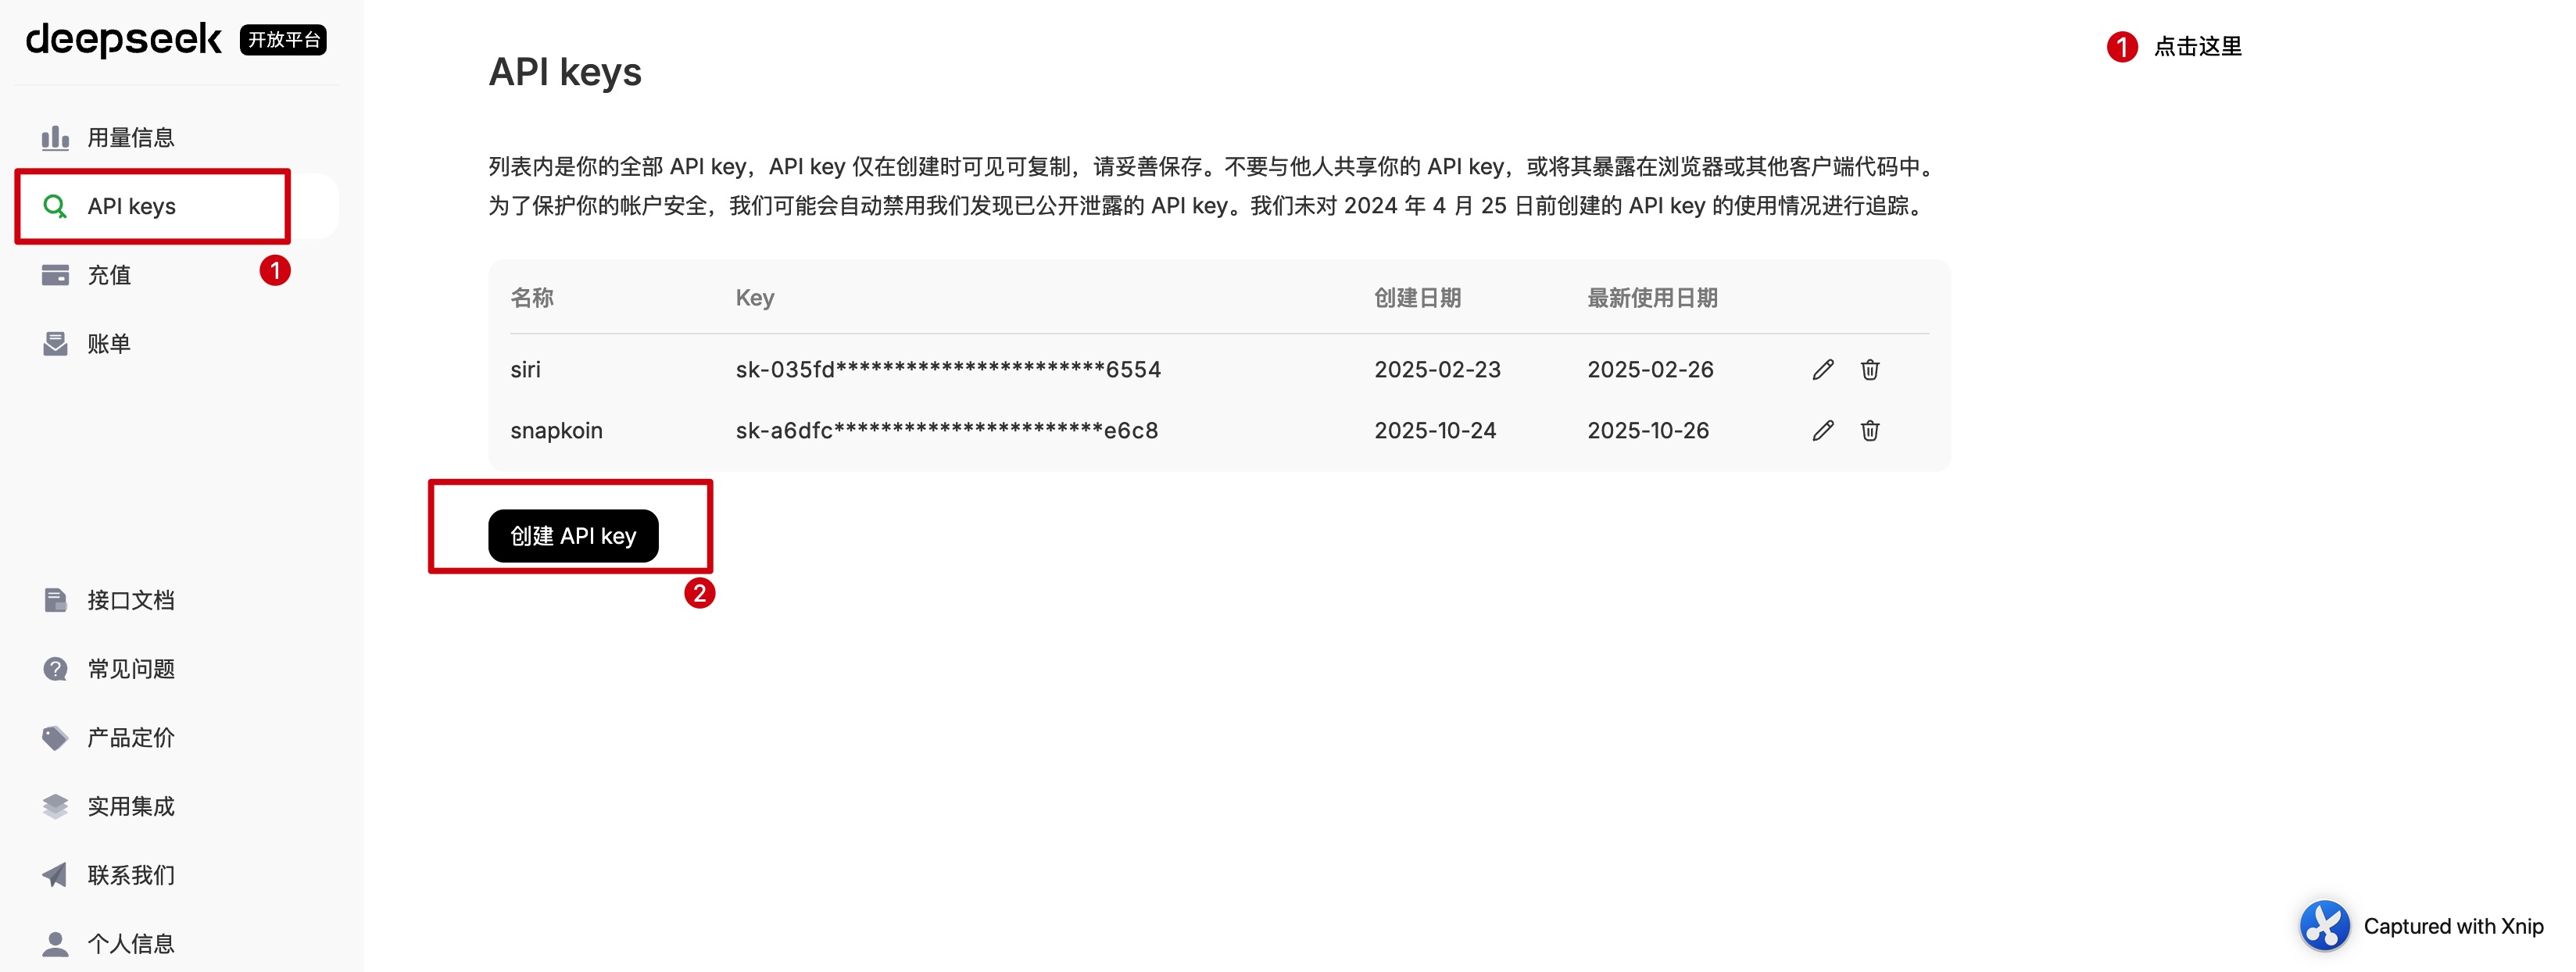 deepseek 开放平台
用量信息
API keys
1
充值
账单
接口文档
常见问题
产品定价
实用集成
联系我们
个人信息
API keys
1 点击这里
列表内是你的全部 API key，API key 仅在创建时可见可复制，请妥善保存。不要与他人共享你的 API key，或将其暴露在浏览器或其他客户端代码中。
为了保护你的帐户安全，我们可能会自动禁用我们发现已公开泄露的 API key。我们未对 2024 年 4 月 25 日前创建的 API key 的使用情况进行追踪。
名称 Key 创建日期 最新使用日期
siri sk-035fd***********************6554 2025-02-23 2025-02-26
snapkoin sk-a6dfc***********************e6c8 2025-10-24 2025-10-26
创建 API key
2
Captured with Xnip